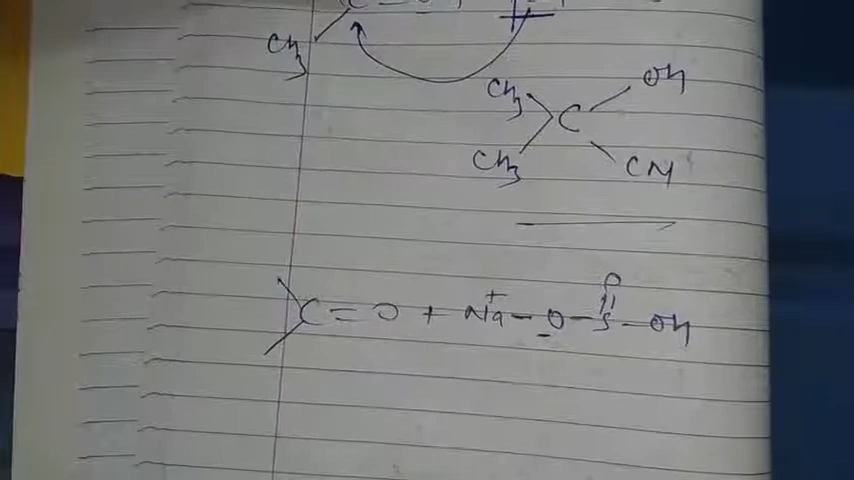 CH3
CH3 C OH
CH3 CN
C = O + Na+ - O - S - OH
O